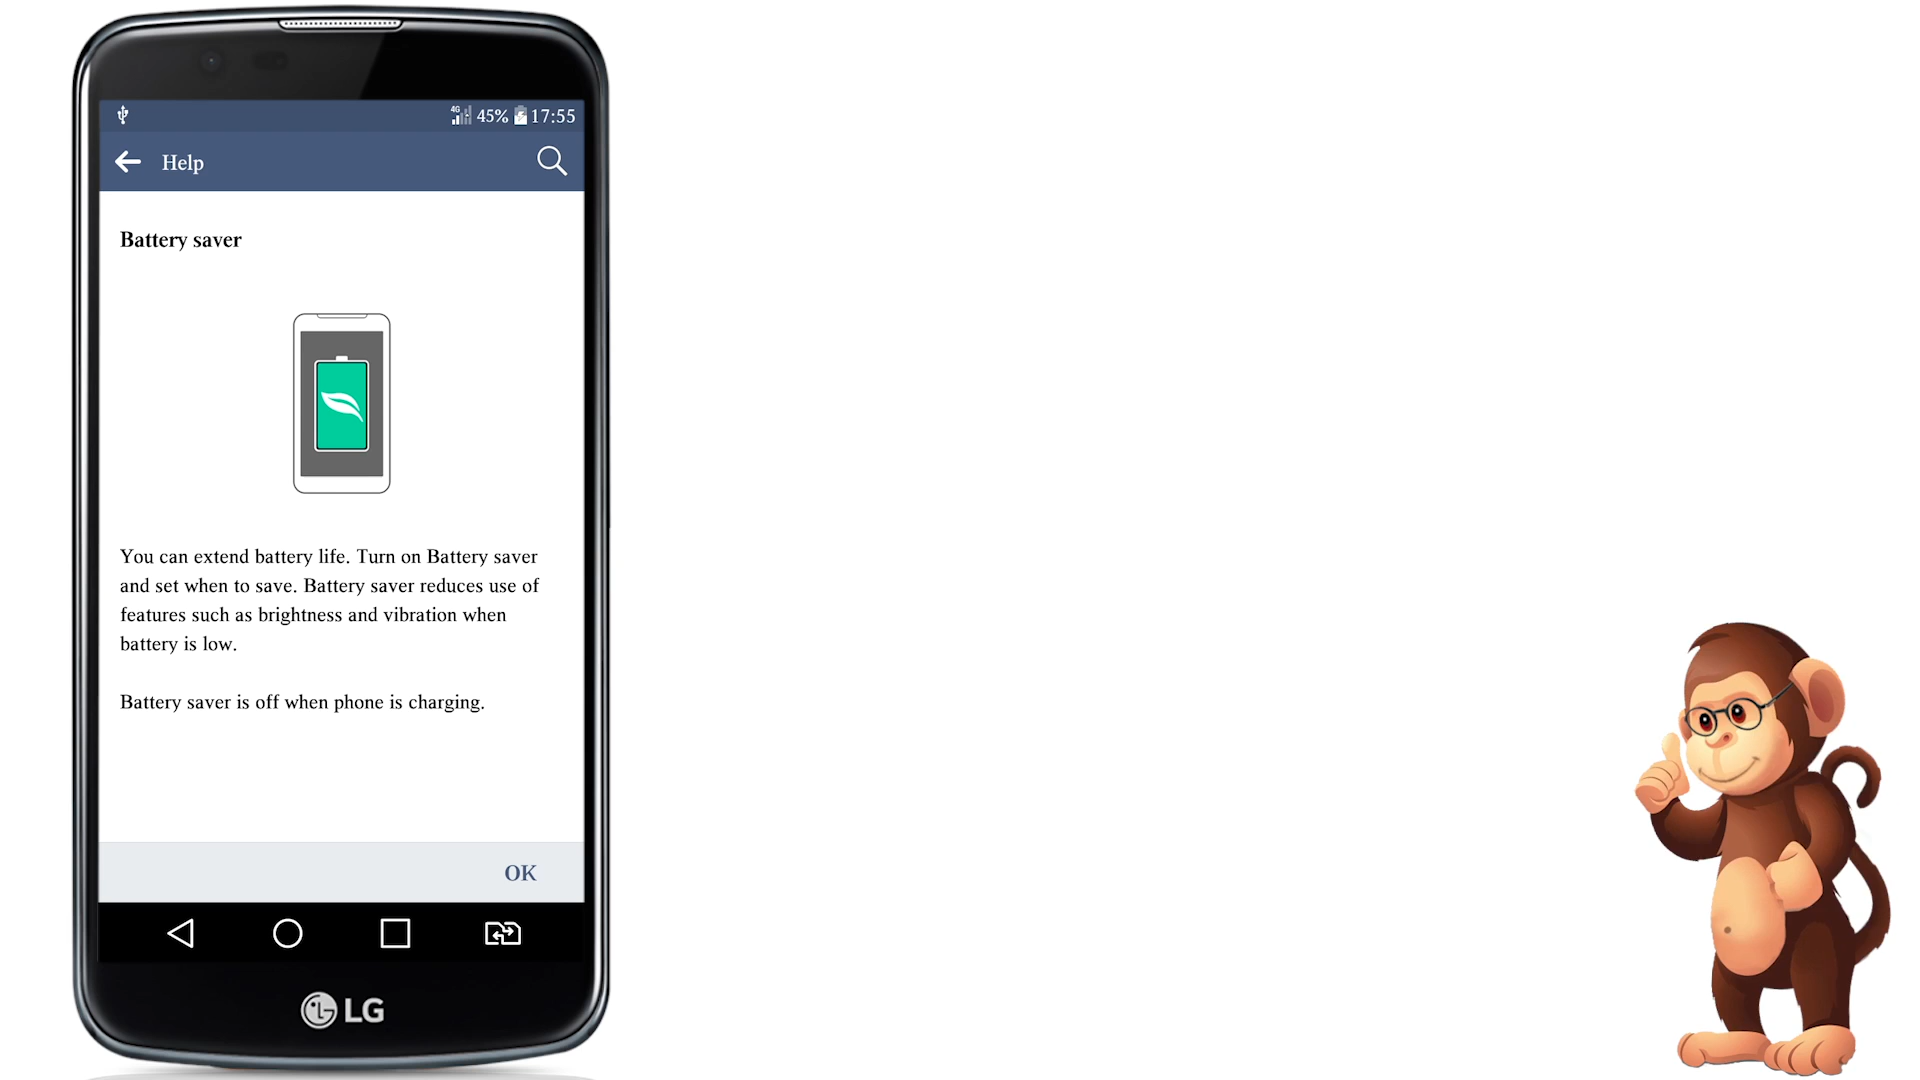 4G 45% 17:55
Help
Battery saver
You can extend battery life. Turn on Battery saver
and set when to save. Battery saver reduces use of
features such as brightness and vibration when
battery is low.
Battery saver is off when phone is charging.
OK
LG